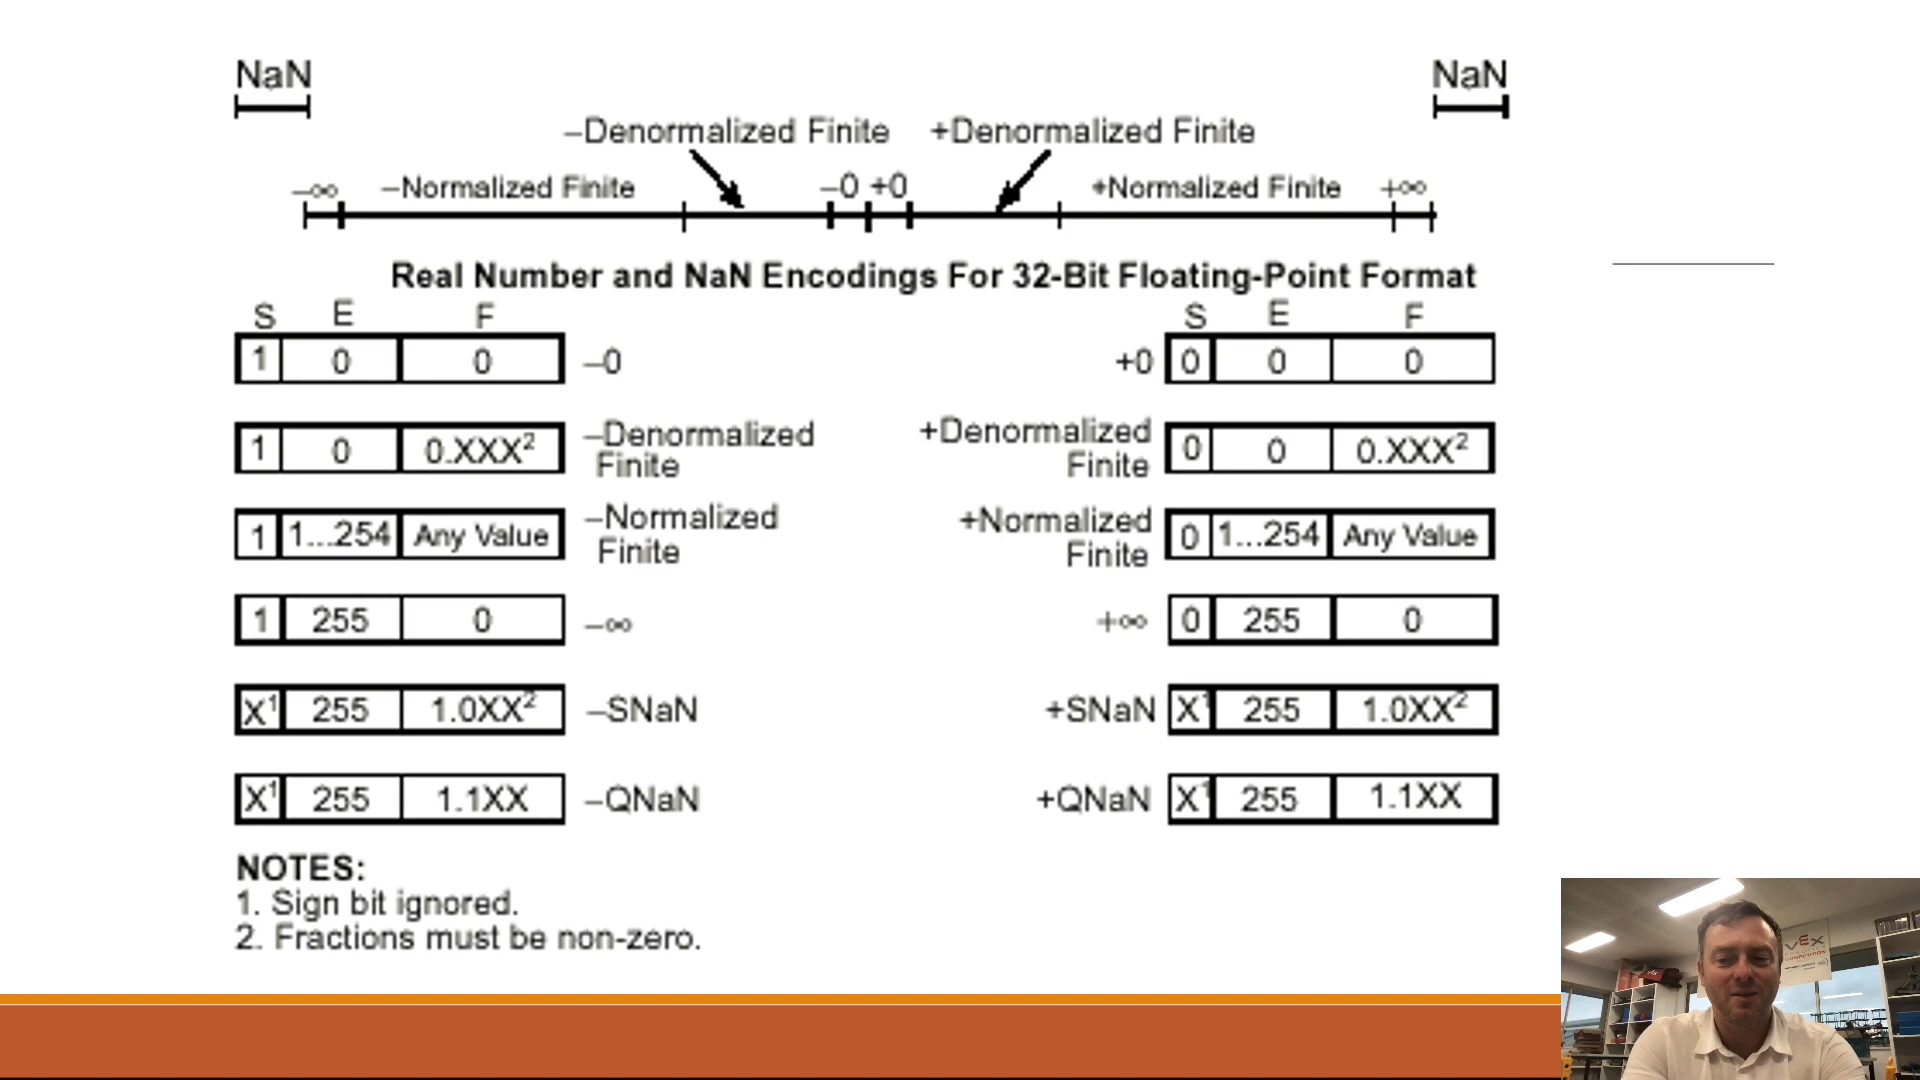 NaN NaN
–Denormalized Finite +Denormalized Finite
–∞ –Normalized Finite –0 +0 +Normalized Finite +∞
Real Number and NaN Encodings For 32-Bit Floating-Point Format
S E F S E F
1 0 0 –0 +0 0 0 0
1 0 0.XXX² –Denormalized Finite +Denormalized Finite 0 0 0.XXX²
1 1...254 Any Value –Normalized Finite +Normalized Finite 0 1...254 Any Value
1 255 0 –∞ +∞ 0 255 0
X¹ 255 1.0XX² –SNaN +SNaN X¹ 255 1.0XX²
X¹ 255 1.1XX –QNaN +QNaN X¹ 255 1.1XX
NOTES:
1. Sign bit ignored.
2. Fractions must be non-zero.
VEX